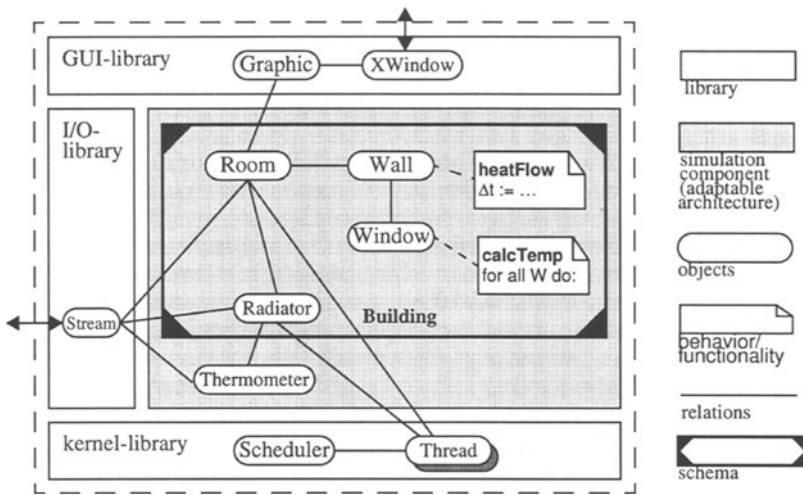 GUI-library
Graphic
XWindow
I/O-
library
Room
Wall
heatFlow
Δt := ...
Window
calcTemp
for all W do:
Radiator
Building
Stream
Thermometer
kernel-library
Scheduler
Thread
library
simulation
component
(adaptable
architecture)
objects
behavior/
functionality
relations
schema